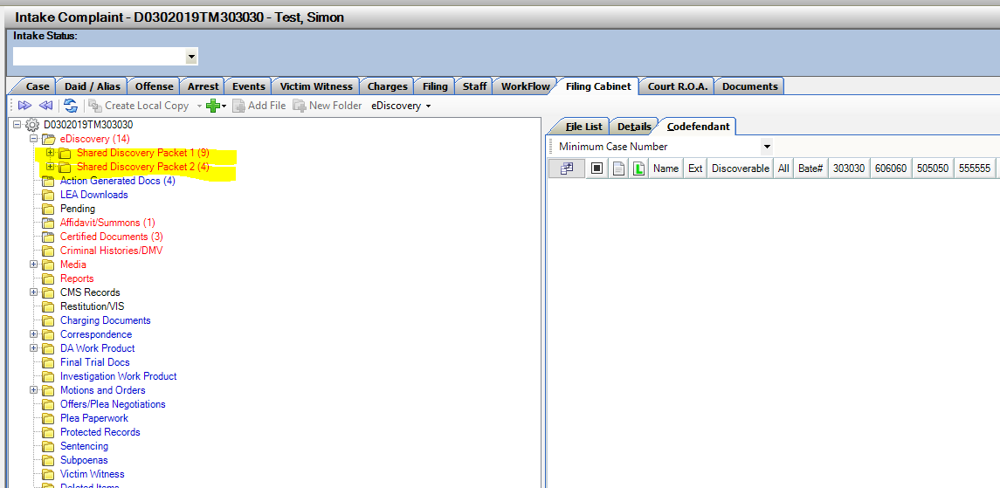 Intake Complaint - D0302019TM303030 - Test, Simon
Intake Status:
Case Daid / Alias Offense Arrest Events Victim Witness Charges Filing Staff WorkFlow Filing Cabinet Court R.O.A. Documents
Create Local Copy Add File New Folder eDiscovery
D0302019TM303030
eDiscovery (14)
Shared Discovery Packet 1 (9)
Shared Discovery Packet 2 (4)
Action Generated Docs (4)
LEA Downloads
Pending
Affidavit/Summons (1)
Certified Documents (3)
Criminal Histories/DMV
Media
Reports
CMS Records
Restitution/VIS
Charging Documents
Correspondence
DA Work Product
Final Trial Docs
Investigation Work Product
Motions and Orders
Offers/Plea Negotiations
Plea Paperwork
Protected Records
Sentencing
Subpoenas
Victim Witness
Deleted Items
File List Details Codefendant
Minimum Case Number
L Name Ext Discoverable All Bate# 303030 606060 505050 555555